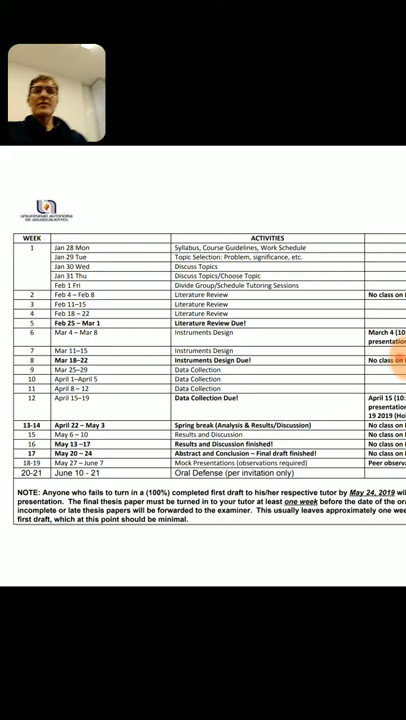 UNIVERSIDAD AUTONOMA
DE AGUASCALIENTES
WEEK ACTIVITIES
1 Jan 28 Mon Syllabus, Course Guidelines, Work Schedule
Jan 29 Tue Topic Selection: Problem, significance, etc.
Jan 30 Wed Discuss Topics
Jan 31 Thu Discuss Topics/Choose Topic
Feb 1 Fri Divide Group/Schedule Tutoring Sessions
2 Feb 4 – Feb 8 Literature Review No class on
3 Feb 11–15 Literature Review
4 Feb 18 – 22 Literature Review
5 Feb 25 – Mar 1 Literature Review Due!
6 Mar 4 – Mar 8 Instruments Design March 4 (10:
presentation
7 Mar 11–15 Instruments Design
8 Mar 18–22 Instruments Design Due! No class on
9 Mar 25–29 Data Collection
10 April 1–April 5 Data Collection
11 April 8 – 12 Data Collection
12 April 15–19 Data Collection Due! April 15 (10:
presentation
19 2019 (Hol
13-14 April 22 – May 3 Spring break (Analysis & Results/Discussion) No class on
15 May 6 – 10 Results and Discussion No class on
16 May 13–17 Results and Discussion finished! No class on
17 May 20 – 24 Abstract and Conclusion – Final draft finished! No class on
18-19 May 27 – June 7 Mock Presentations (observations required) Peer observ
20-21 June 10 - 21 Oral Defense (per invitation only)
NOTE: Anyone who fails to turn in a (100%) completed first draft to his/her respective tutor by May 24, 2019 wil
presentation. The final thesis paper must be turned in to your tutor at least one week before the date of the ora
incomplete or late thesis papers will be forwarded to the examiner. This usually leaves approximately one wee
first draft, which at this point should be minimal.